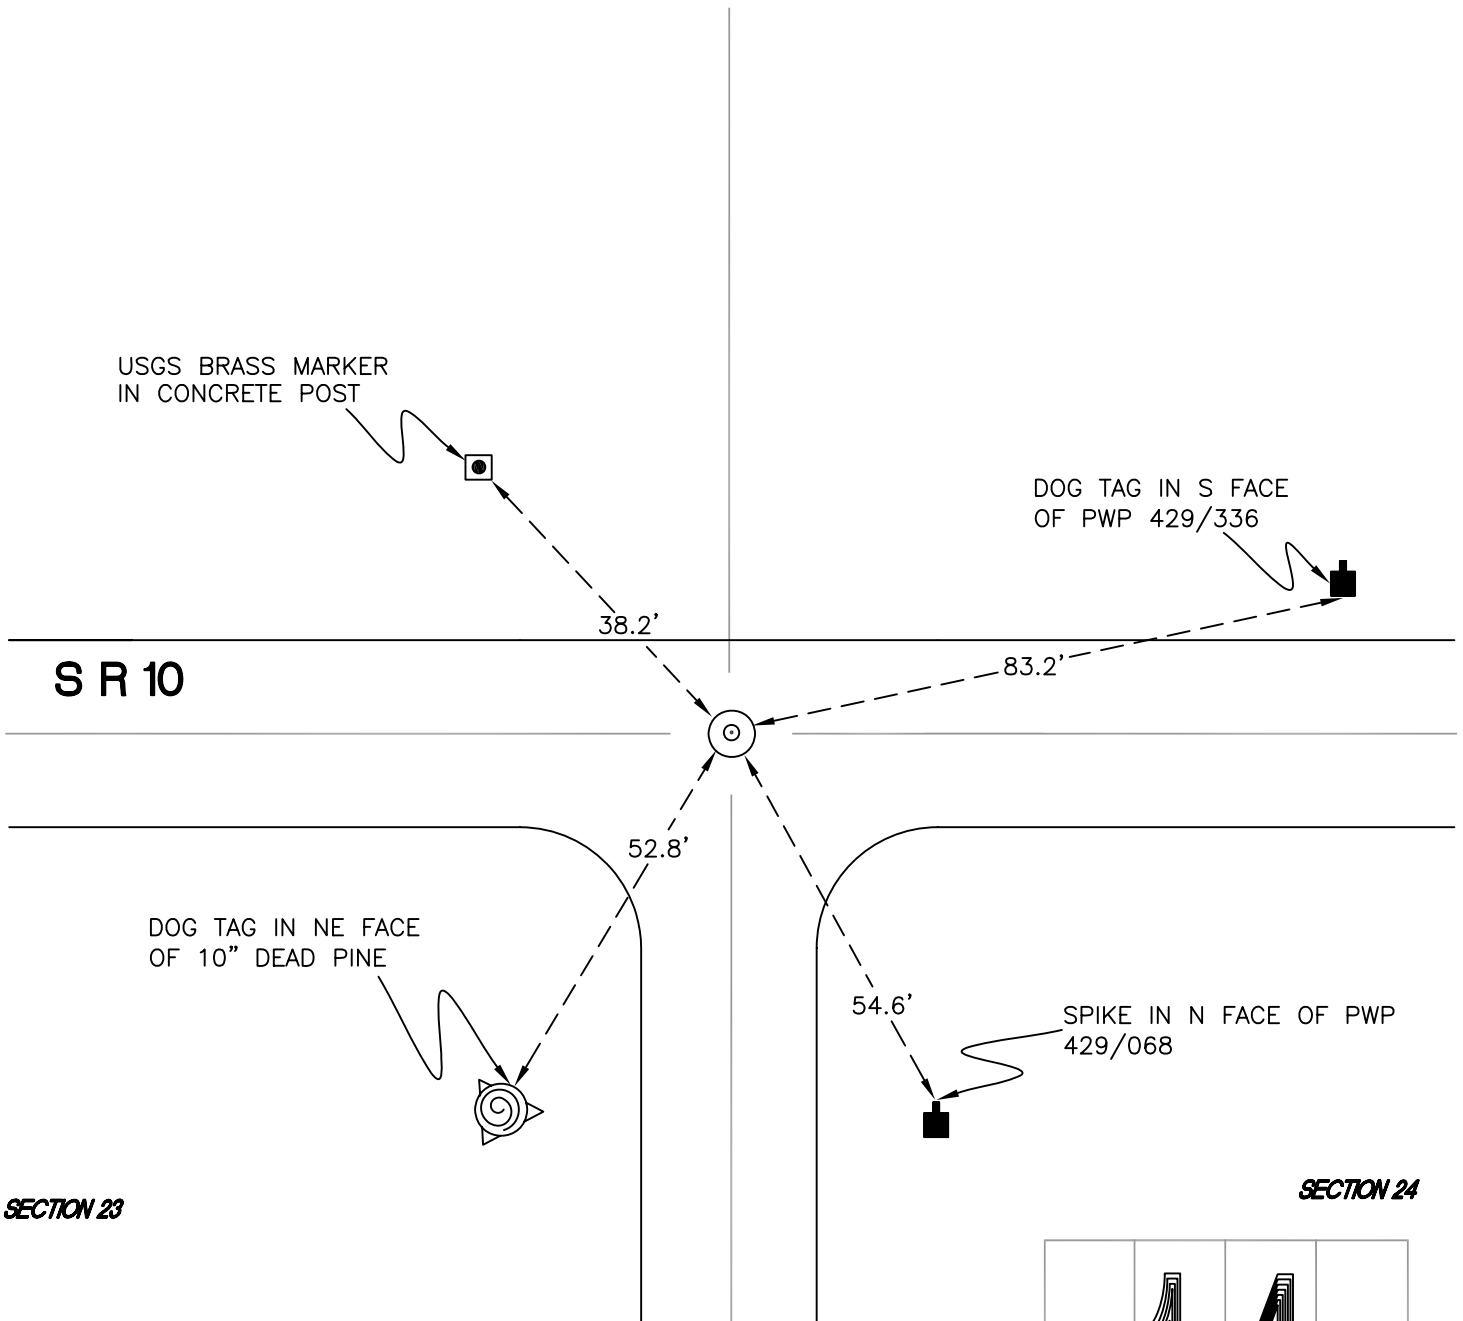 USGS BRASS MARKER
IN CONCRETE POST
DOG TAG IN S FACE
OF PWP 429/336
38.2'
S R 10
83.2'
52.8'
DOG TAG IN NE FACE
OF 10” DEAD PINE
54.6'
SPIKE IN N FACE OF PWP
429/068
SECTION 24
SECTION 23